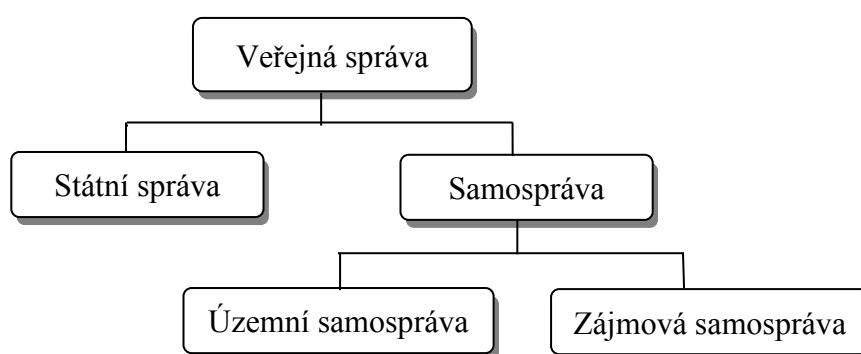 Veřejná správa
Státní správa
Samospráva
Územní samospráva
Zájmová samospráva